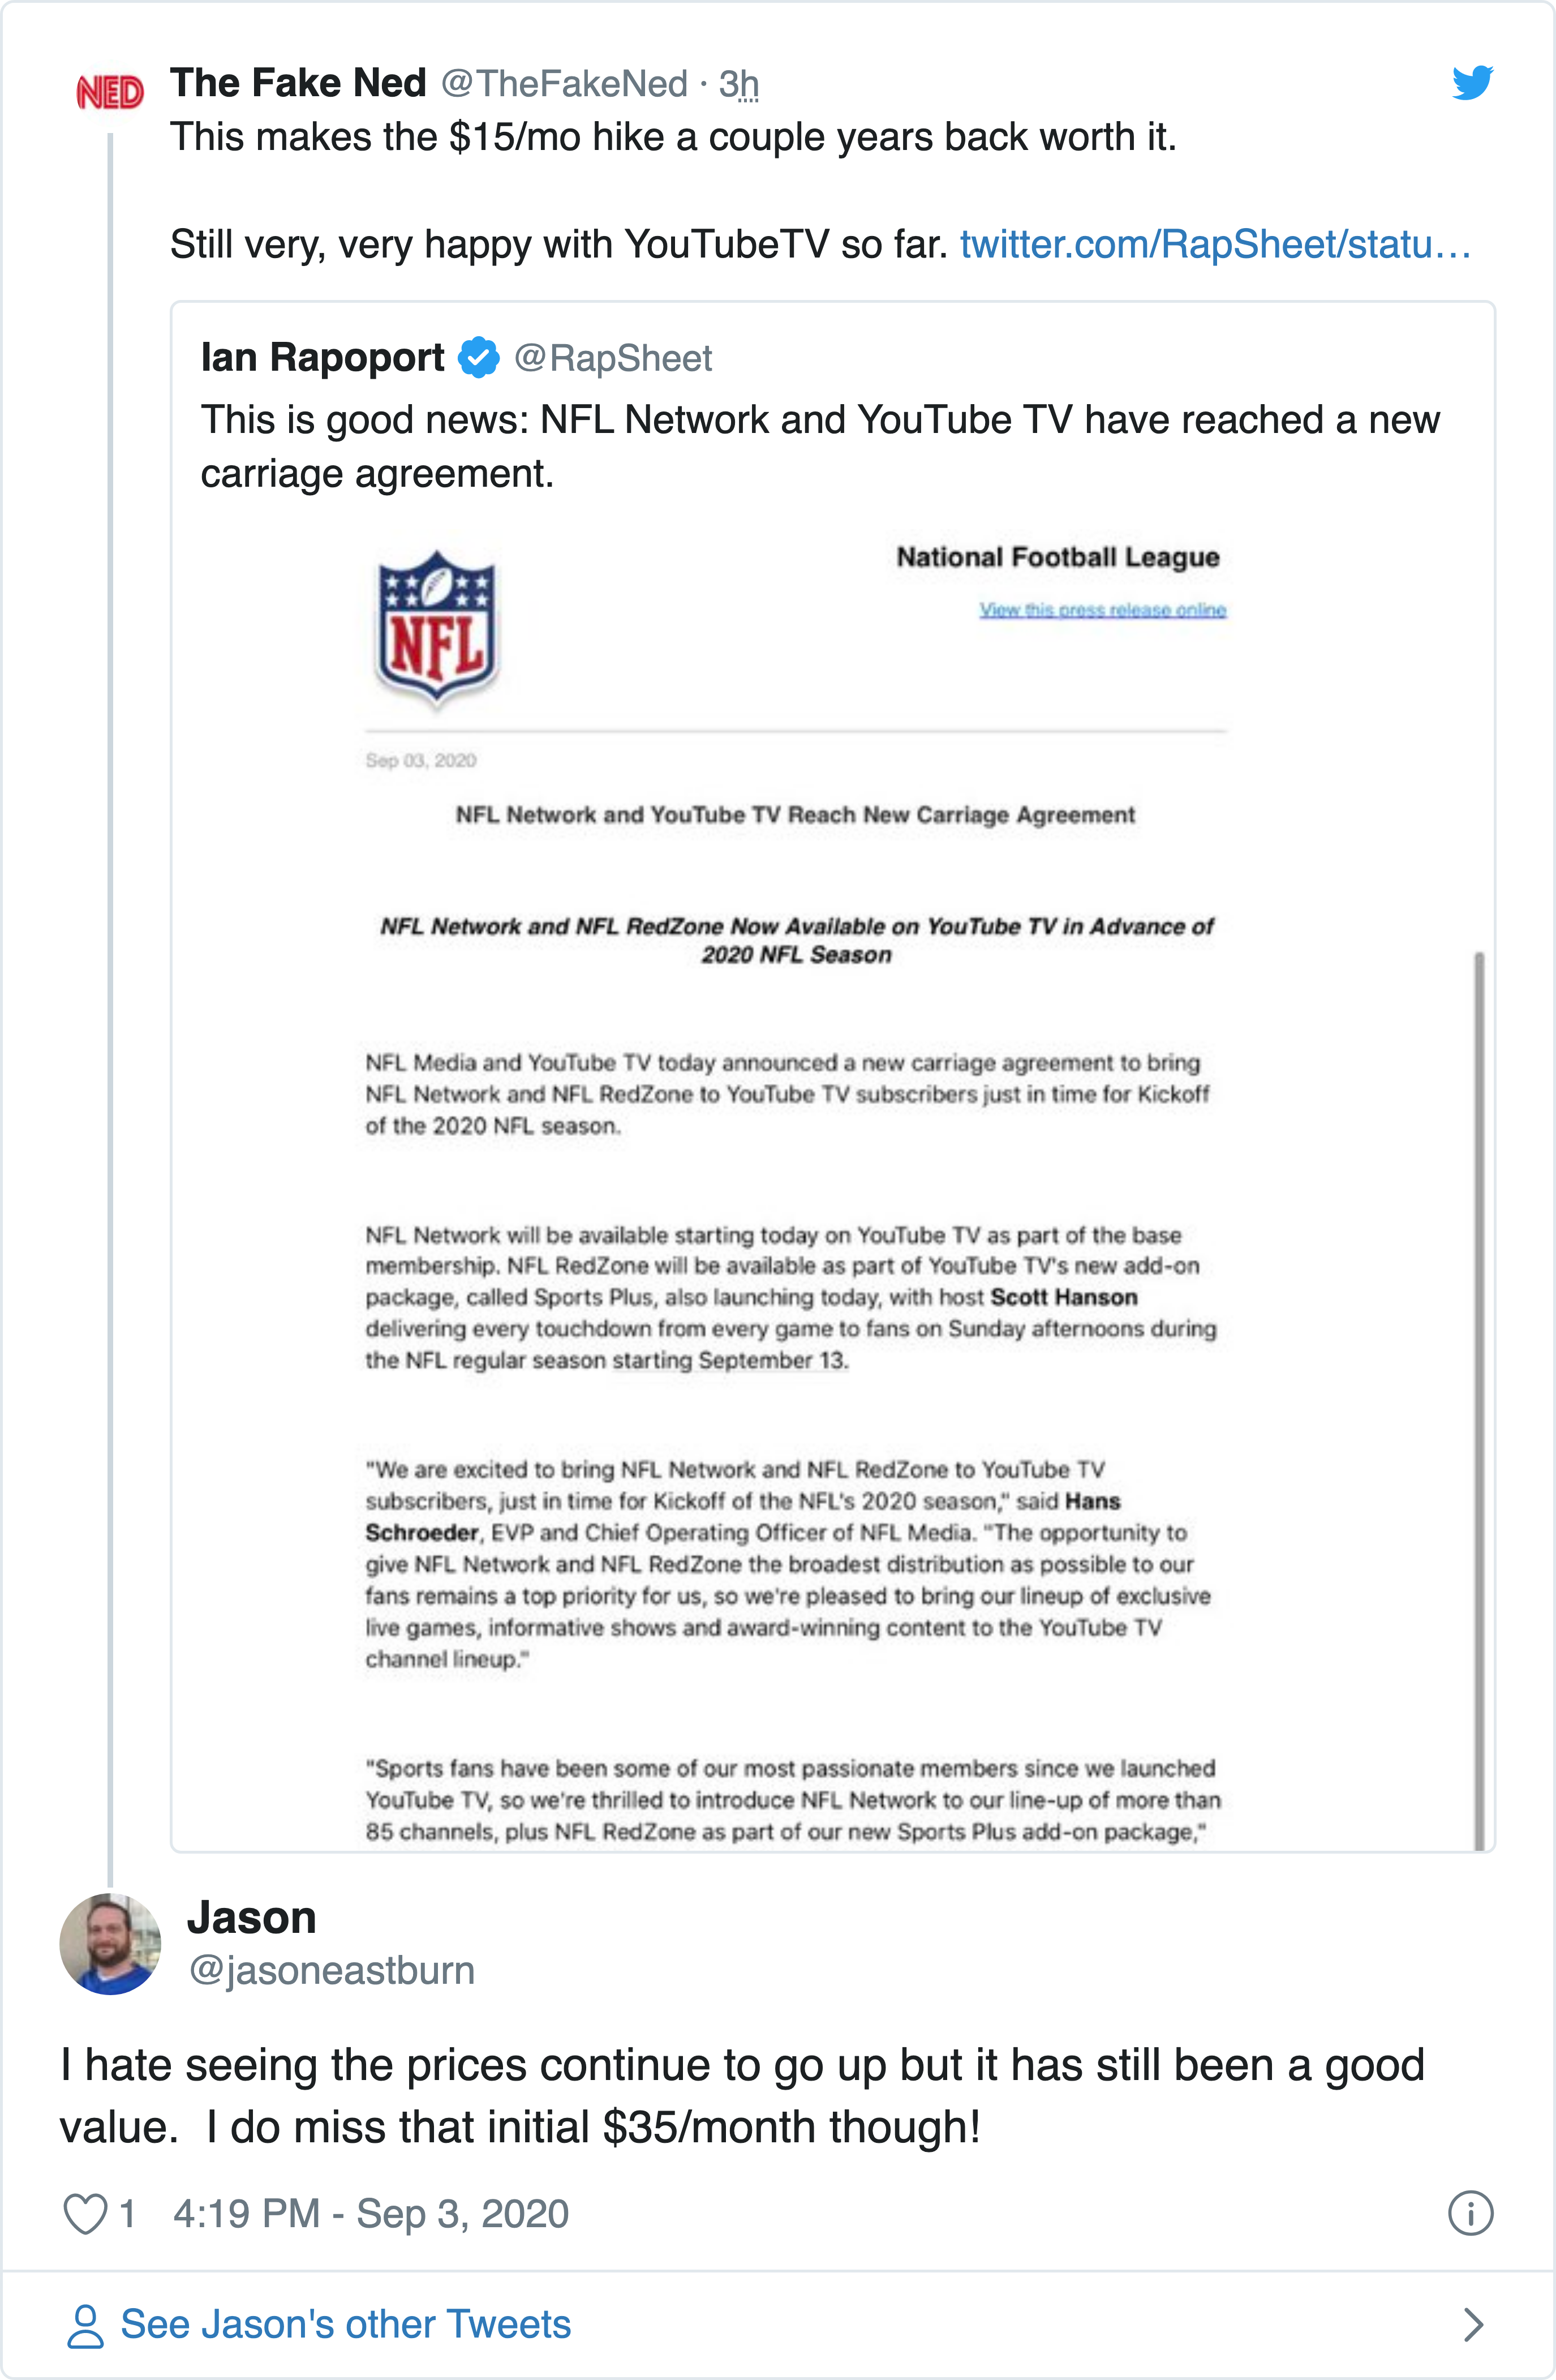 NED
The Fake Ned @TheFakeNed · 3h
This makes the $15/mo hike a couple years back worth it.
Still very, very happy with YouTubeTV so far. twitter.com/RapSheet/statu…
Ian Rapoport @RapSheet
This is good news: NFL Network and YouTube TV have reached a new
carriage agreement.
NFL
National Football League
View this press release online
Sep 03, 2020
NFL Network and YouTube TV Reach New Carriage Agreement
NFL Network and NFL RedZone Now Available on YouTube TV in Advance of
2020 NFL Season
NFL Media and YouTube TV today announced a new carriage agreement to bring
NFL Network and NFL RedZone to YouTube TV subscribers just in time for Kickoff
of the 2020 NFL season.
NFL Network will be available starting today on YouTube TV as part of the base
membership. NFL RedZone will be available as part of YouTube TV's new add-on
package, called Sports Plus, also launching today, with host Scott Hanson
delivering every touchdown from every game to fans on Sunday afternoons during
the NFL regular season starting September 13.
"We are excited to bring NFL Network and NFL RedZone to YouTube TV
subscribers, just in time for Kickoff of the NFL's 2020 season," said Hans
Schroeder, EVP and Chief Operating Officer of NFL Media. "The opportunity to
give NFL Network and NFL RedZone the broadest distribution as possible to our
fans remains a top priority for us, so we're pleased to bring our lineup of exclusive
live games, informative shows and award-winning content to the YouTube TV
channel lineup."
"Sports fans have been some of our most passionate members since we launched
YouTube TV, so we're thrilled to introduce NFL Network to our line-up of more than
85 channels, plus NFL RedZone as part of our new Sports Plus add-on package,"
Jason
@jasoneastburn
I hate seeing the prices continue to go up but it has still been a good
value.  I do miss that initial $35/month though!
1 4:19 PM - Sep 3, 2020
See Jason's other Tweets